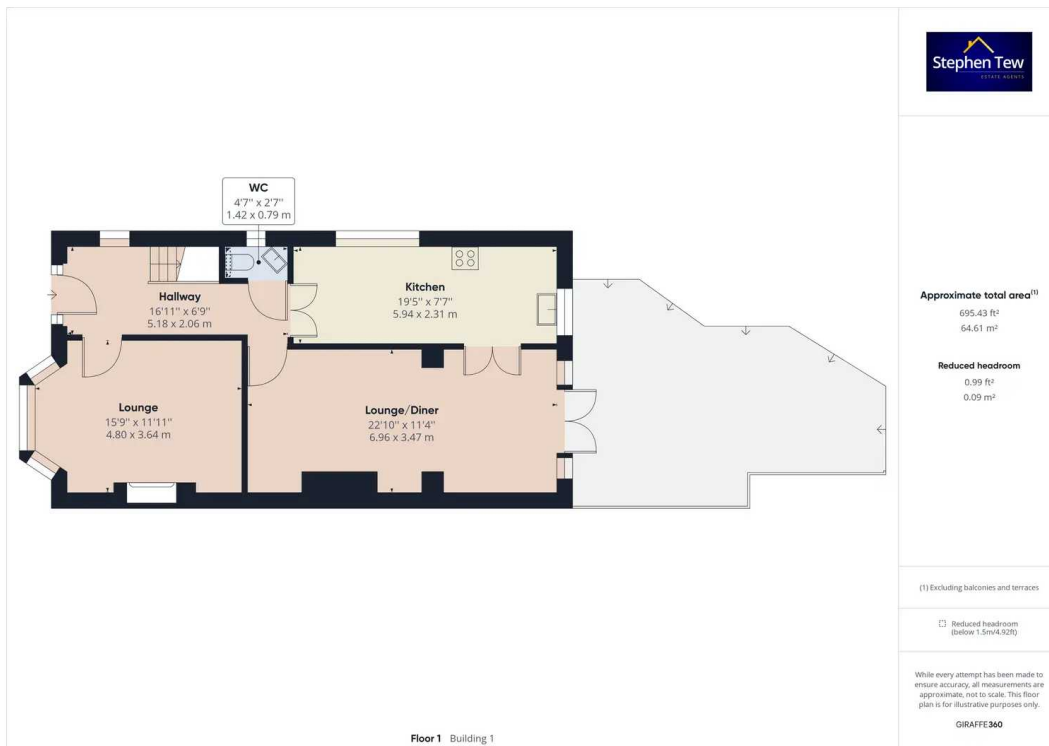 Stephen Tew
ESTATE AGENTS
WC
4'7" x 2'7"
1.42 x 0.79 m
Kitchen
19'5" x 7'7"
5.94 x 2.31 m
Hallway
16'11" x 6'9"
5.18 x 2.06 m
Lounge
15'9" x 11'11"
4.80 x 3.64 m
Lounge/Diner
22'10" x 11'4"
6.96 x 3.47 m
Approximate total area(1)
695.43 ft²
64.61 m²
Reduced headroom
0.99 ft²
0.09 m²
(1) Excluding balconies and terraces
Reduced headroom
(below 1.5m/4.92ft)
While every attempt has been made to
ensure accuracy, all measurements are
approximate, not to scale. This floor
plan is for illustrative purposes only.
GIRAFFE360
Floor 1 Building 1